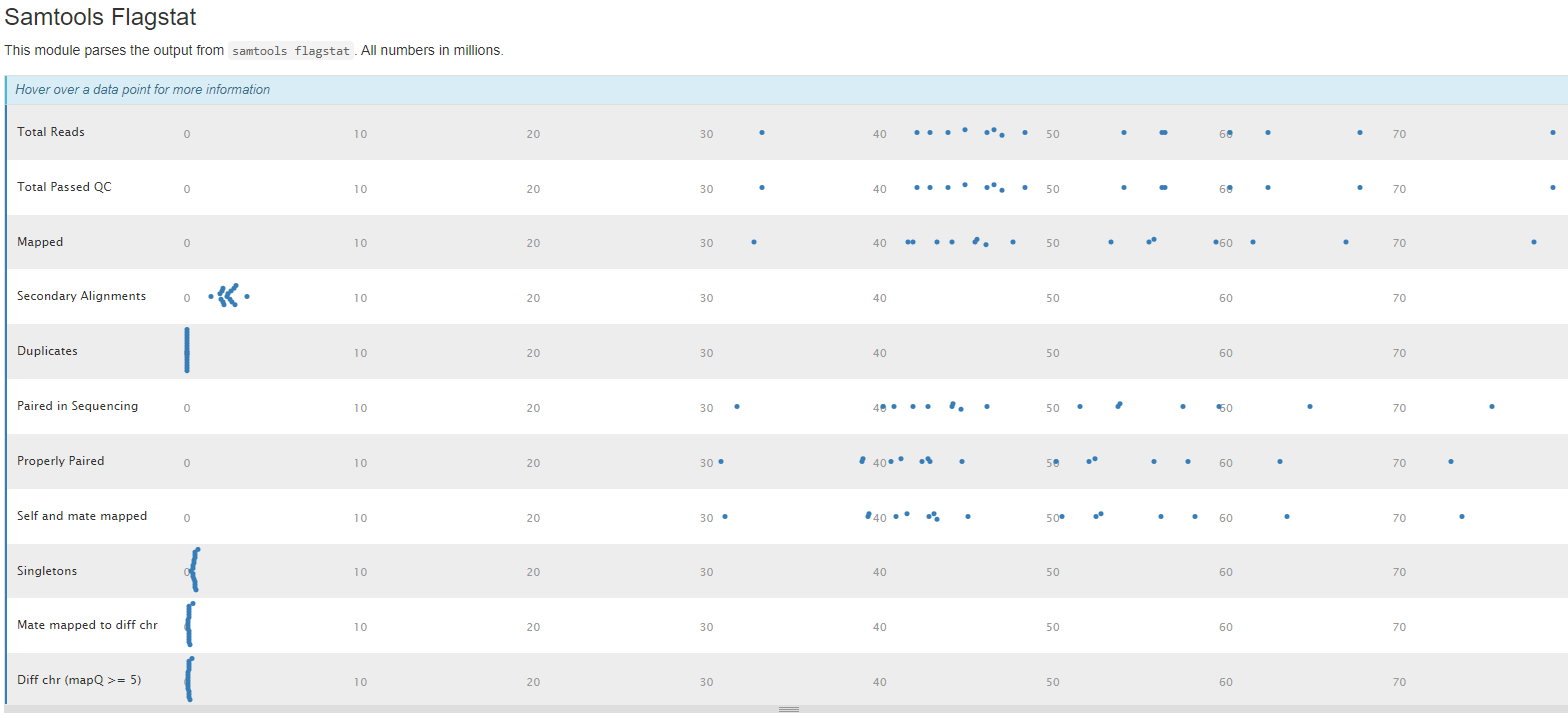 Samtools Flagstat
This module parses the output from samtools flagstat . All numbers in millions.
Hover over a data point for more information
Total Reads 0 10 20 30 40 50 60 70
Total Passed QC 0 10 20 30 40 50 60 70
Mapped 0 10 20 30 40 50 60 70
Secondary Alignments 0 10 20 30 40 50 60 70
Duplicates 10 20 30 40 50 60 70
Paired in Sequencing 0 10 20 30 40 50 60 70
Properly Paired 0 10 20 30 40 50 60 70
Self and mate mapped 0 10 20 30 40 50 60 70
Singletons 0 10 20 30 40 50 60 70
Mate mapped to diff chr 10 20 30 40 50 60 70
Diff chr (mapQ >= 5) 10 20 30 40 50 60 70